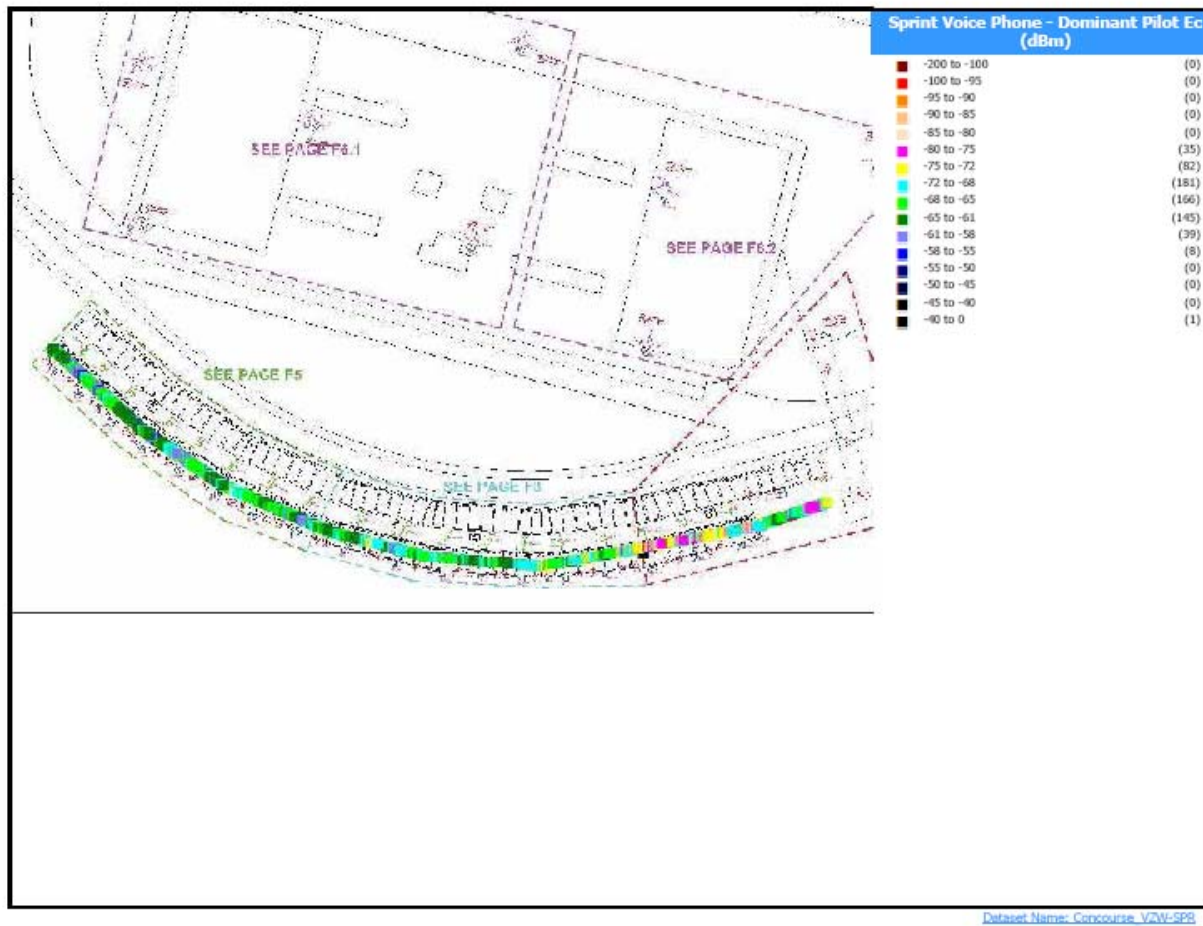 Sprint Voice Phone - Dominant Pilot Ec
(dBm)
-200 to -100 (0)
-100 to -95 (0)
-95 to -90 (0)
-90 to -85 (0)
-85 to -80 (0)
-80 to -75 (35)
-75 to -72 (82)
-72 to -68 (181)
-68 to -65 (166)
-65 to -61 (145)
-61 to -58 (39)
-58 to -55 (8)
-55 to -50 (0)
-50 to -45 (0)
-45 to -40 (0)
-40 to 0 (1)
SEE PAGE F6.1
SEE PAGE F6.2
SEE PAGE F5
SEE PAGE F3
Dataset Name: Concourse_VZW-SPR